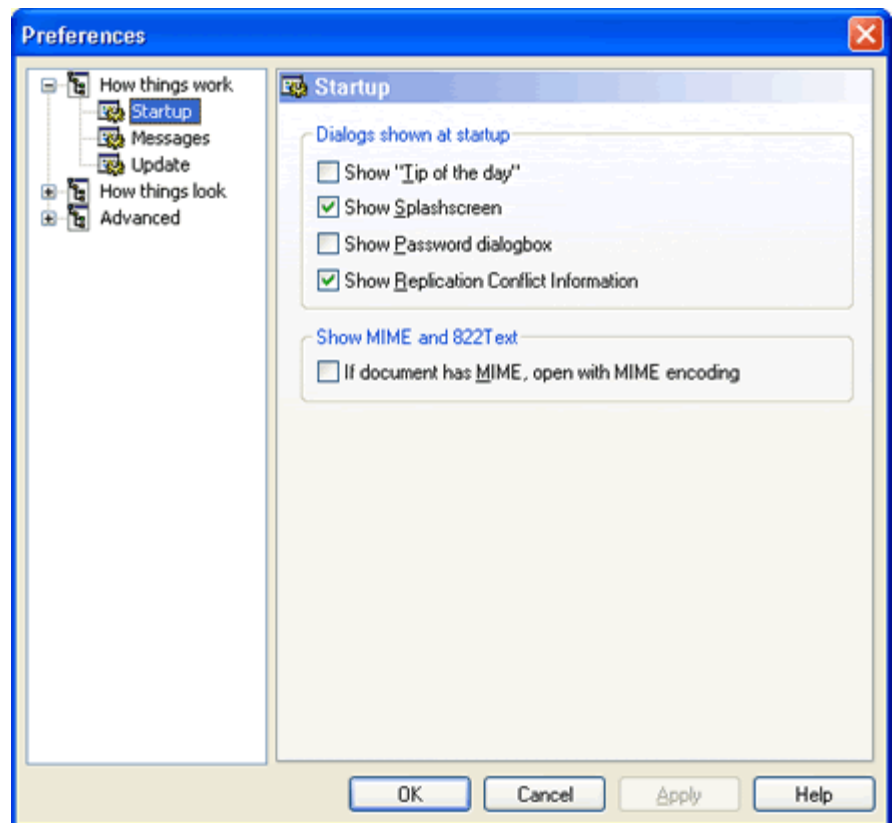 Preferences
How things work
Startup
Messages
Update
How things look
Advanced
Startup
Dialogs shown at startup
Show "Tip of the day"
Show Splashscreen
Show Password dialogbox
Show Replication Conflict Information
Show MIME and 822Text
If document has MIME, open with MIME encoding
OK
Cancel
Apply
Help